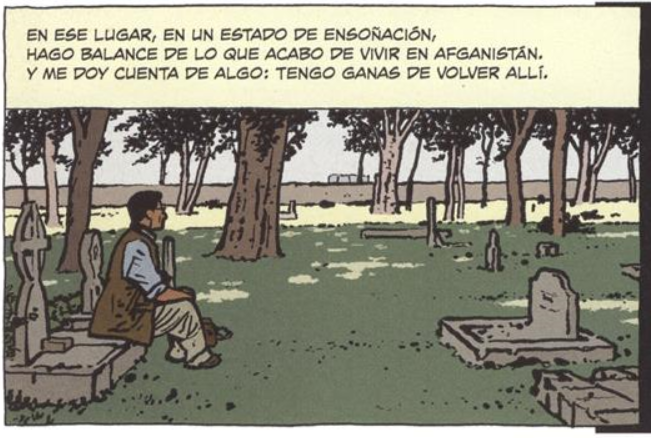 EN ESE LUGAR, EN UN ESTADO DE ENSOÑACIÓN,
HAGO BALANCE DE LO QUE ACABO DE VIVIR EN AFGANISTÁN.
Y ME DOY CUENTA DE ALGO: TENGO GANAS DE VOLVER ALLÍ.